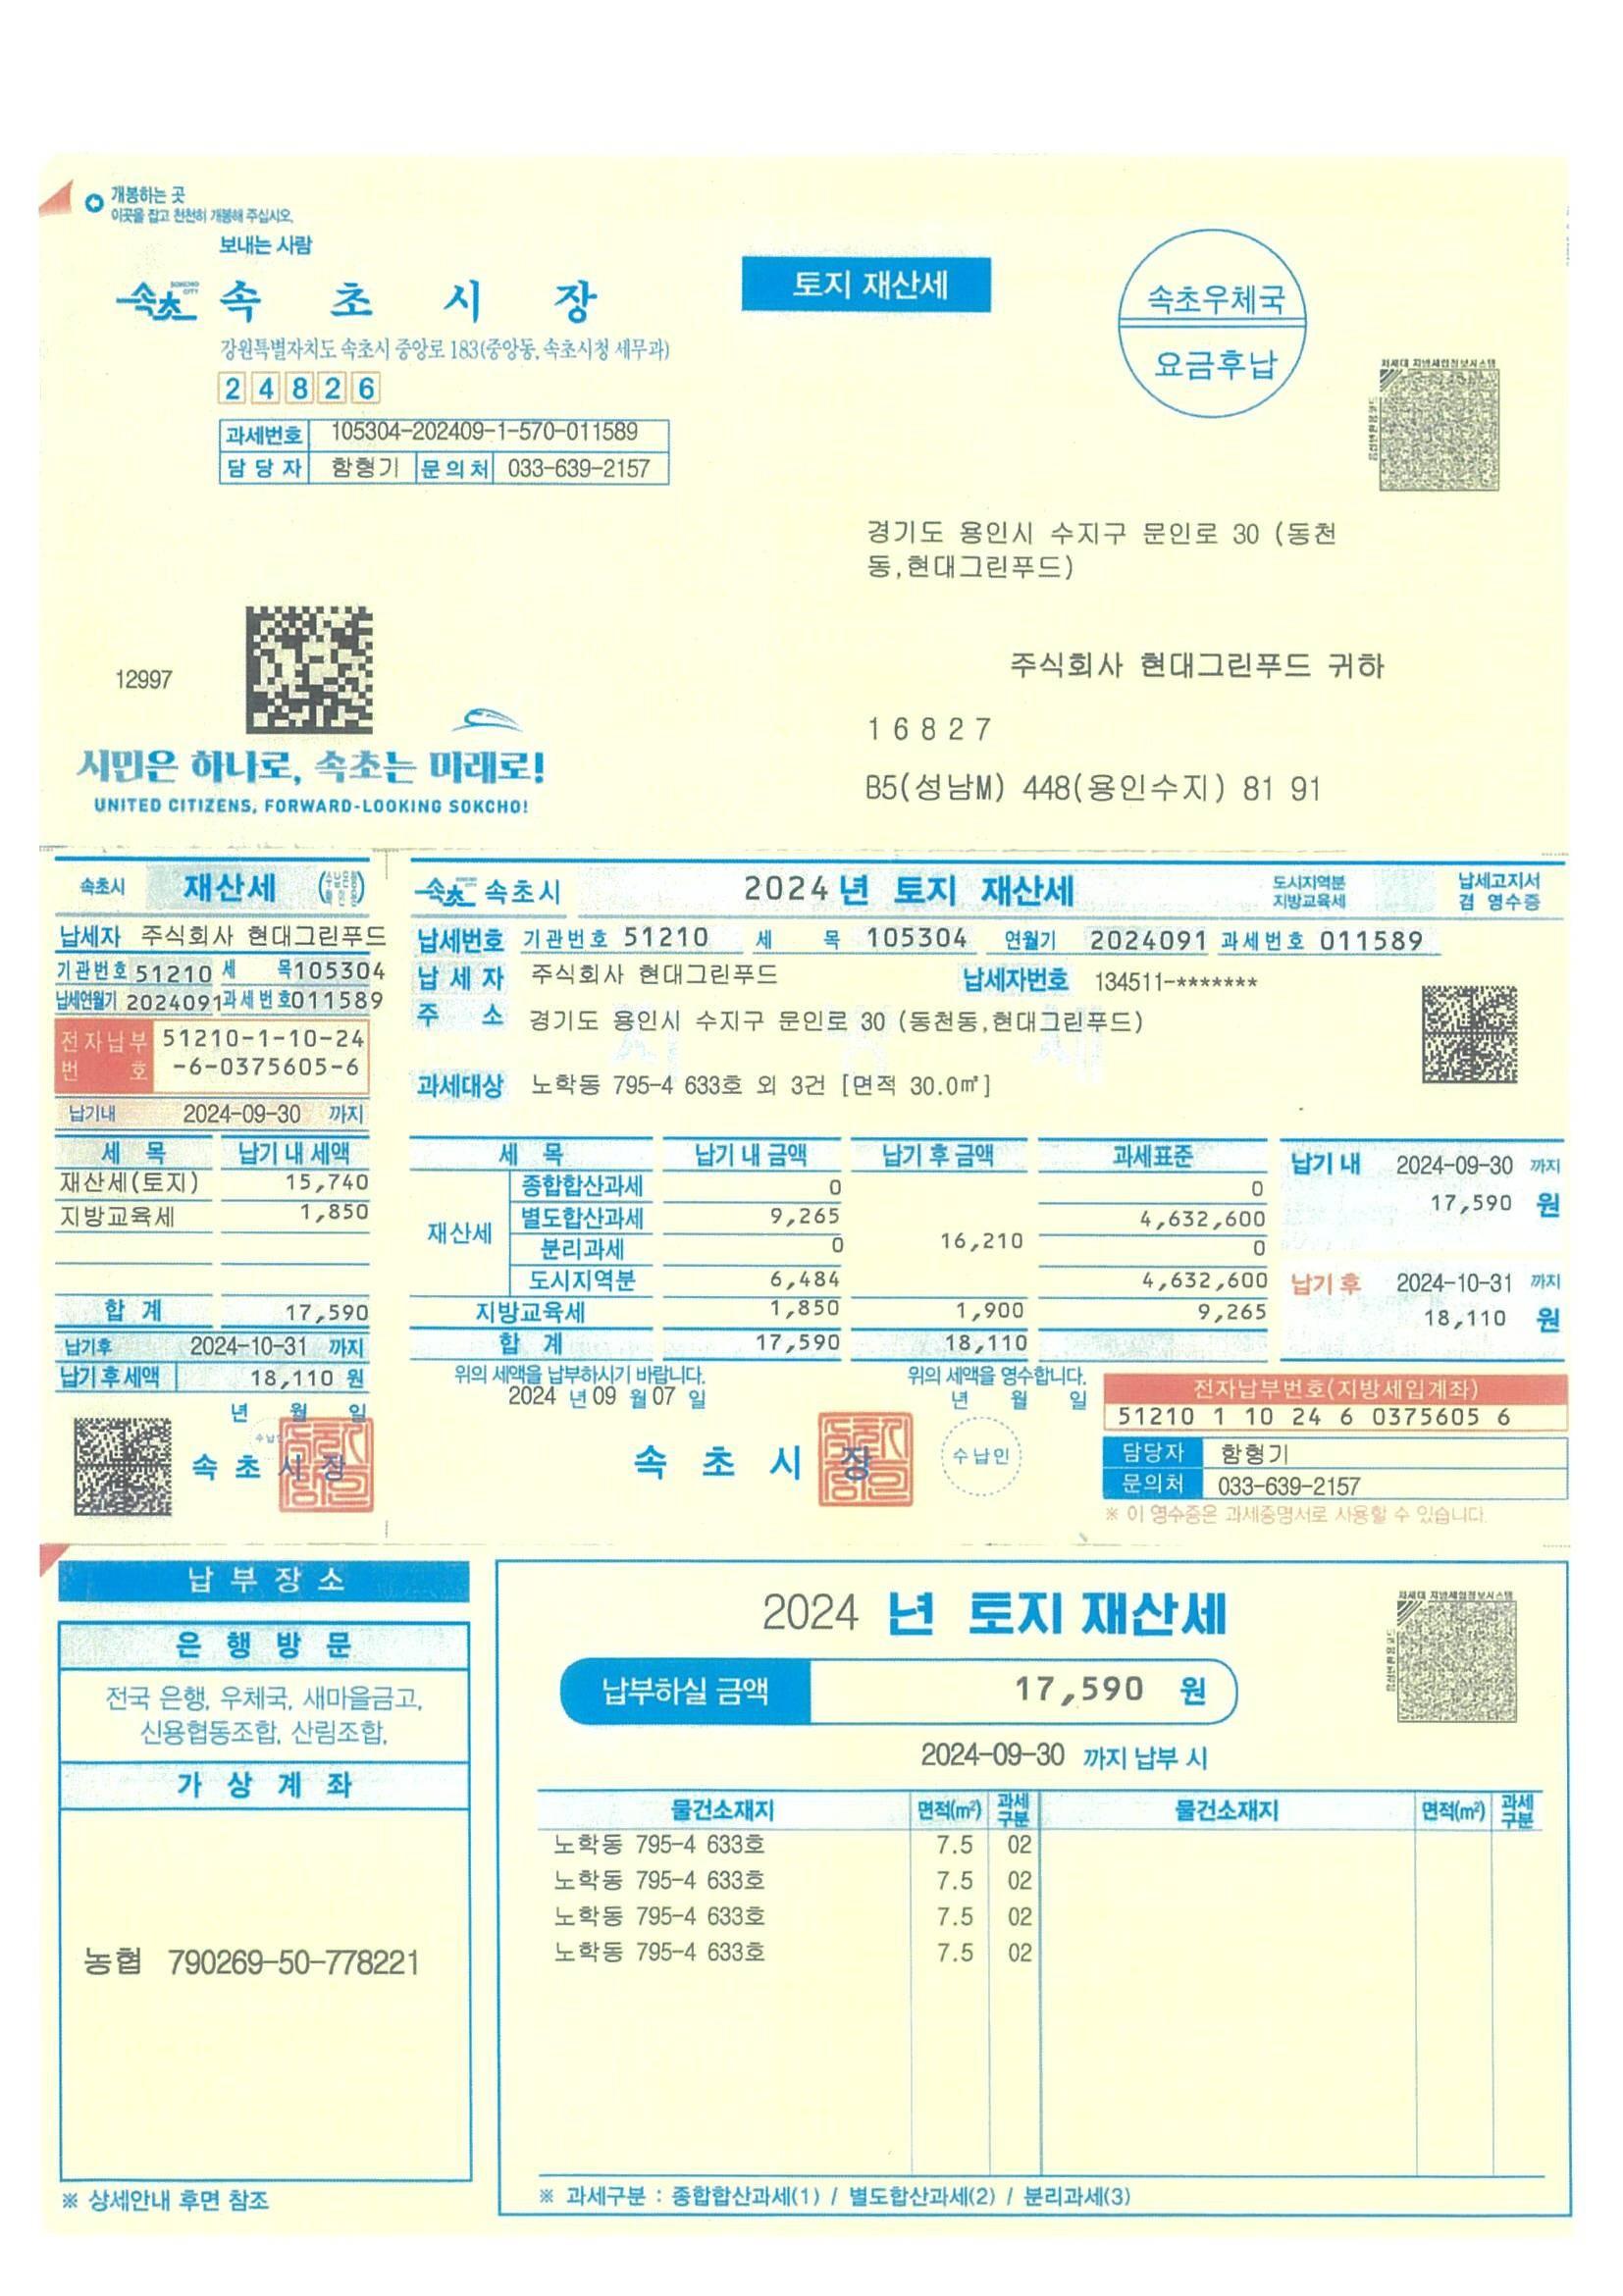 개봉하는 곳
이곳을 잡고 천천히 개봉해 주십시오.
보내는 사람
속초 SOKCHO CITY 속 초 시 장
토지 재산세
속초우체국
요금후납
강원특별자치도 속초시 중앙로 183(중앙동, 속초시청 세무과)
24826
차세대 지방세입정보시스템
과세번호 105304-202409-1-570-011589
담 당 자 함형기 문의처 033-639-2157
경기도 용인시 수지구 문인로 30 (동천
동,현대그린푸드)
주식회사 현대그린푸드 귀하
12997
16827
시민은 하나로, 속초는 미래로!
UNITED CITIZENS, FORWARD-LOOKING SOKCHO!
B5(성남M) 448(용인수지) 81 91
속초시 재산세
납세자 주식회사 현대그린푸드
기관번호 51210 세 목 105304
납세연월기 2024091 과세번호 011589
전자납부 번 호 51210-1-10-24
-6-0375605-6
납기내 2024-09-30 까지
세 목 납기 내 세액
재산세(토지) 15,740
지방교육세 1,850
합 계 17,590
납기후 2024-10-31 까지
납기 후 세액 18,110 원
년 월 일
속 초 시 장
속초 속초시 2024 년 토지 재산세 도시지역분 지방교육세 납세고지서 겸 영수증
납세번호 기관번호 51210 세 목 105304 연월기 2024091 과세번호 011589
납 세 자 주식회사 현대그린푸드 납세자번호 134511-*******
주 소 경기도 용인시 수지구 문인로 30 (동천동,현대그린푸드)
과세대상 노학동 795-4 633호 외 3건 [면적 30.0㎡]
세 목 납기 내 금액 납기 후 금액 과세표준
재산세 종합합산과세 0 0
별도합산과세 9,265 16,210 4,632,600
분리과세 0 0
도시지역분 6,484 4,632,600
지방교육세 1,850 1,900 9,265
합 계 17,590 18,110
납기 내 2024-09-30 까지
17,590 원
납기 후 2024-10-31 까지
18,110 원
위의 세액을 납부하시기 바랍니다.
2024 년 09 월 07 일
위의 세액을 영수합니다.
년 월 일
속 초 시 장
수납인
전자납부번호(지방세입계좌)
51210 1 10 24 6 0375605 6
담당자 함형기
문의처 033-639-2157
※ 이 영수증은 과세증명서로 사용할 수 있습니다.
납 부 장 소
은 행 방 문
전국 은행, 우체국, 새마을금고,
신용협동조합, 산림조합,
가 상 계 좌
농협 790269-50-778221
※ 상세안내 후면 참조
2024 년 토지 재산세
차세대 지방세입정보시스템
납부하실 금액 17,590 원
2024-09-30 까지 납부 시
물건소재지 면적(m²) 과세구분 물건소재지 면적(m²) 과세구분
노학동 795-4 633호 7.5 02
노학동 795-4 633호 7.5 02
노학동 795-4 633호 7.5 02
노학동 795-4 633호 7.5 02
※ 과세구분 : 종합합산과세(1) / 별도합산과세(2) / 분리과세(3)